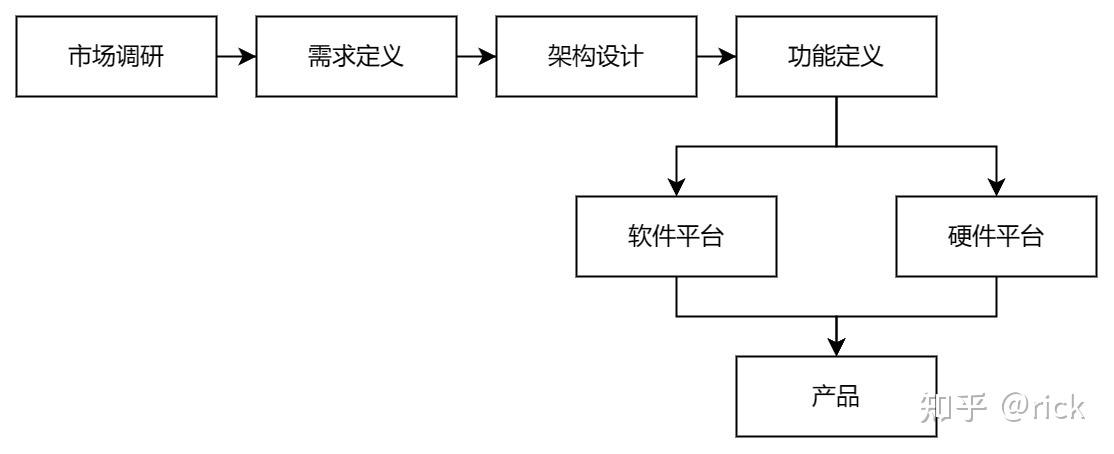 市场调研
需求定义
架构设计
功能定义
软件平台
硬件平台
产品
知乎 @rick